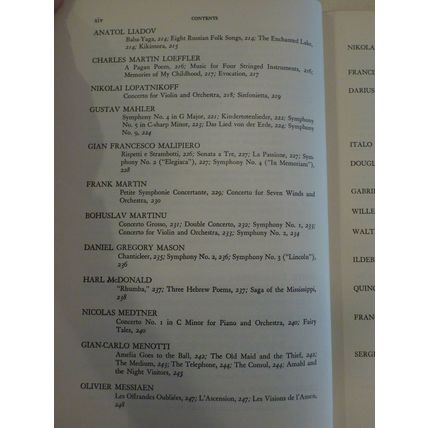 xiv CONTENTS
ANATOL LIADOV
Baba-Yaga, 214; Eight Russian Folk Songs, 214; The Enchanted Lake,
214; Kikimora, 215
CHARLES MARTIN LOEFFLER
A Pagan Poem, 216; Music for Four Stringed Instruments, 216;
Memories of My Childhood, 217; Evocation, 217
NIKOLAI LOPATNIKOFF
Concerto for Violin and Orchestra, 218; Sinfonietta, 219
GUSTAV MAHLER
Symphony No. 4 in G Major, 221; Kindertotenlieder, 222; Symphony
No. 5 in C-sharp Minor, 223; Das Lied von der Erde, 224; Symphony
No. 9, 224
GIAN FRANCESCO MALIPIERO
Rispetti e Strambotti, 226; Sonata a Tre, 227; La Passione, 227; Sym-
phony No. 2 ("Elegiaca"), 227; Symphony No. 4 ("In Memoriam"),
228
FRANK MARTIN
Petite Symphonie Concertante, 229; Concerto for Seven Winds and
Orchestra, 230
BOHUSLAV MARTINU
Concerto Grosso, 231; Double Concerto, 232; Symphony No. 1, 233;
Concerto for Violin and Orchestra, 233; Symphony No. 2, 234
DANIEL GREGORY MASON
Chanticleer, 235; Symphony No. 2, 236; Symphony No. 3 ("Lincoln"),
236
HARL McDONALD
"Rhumba," 237; Three Hebrew Poems, 237; Saga of the Mississippi,
238
NICOLAS MEDTNER
Concerto No. 1 in C Minor for Piano and Orchestra, 240; Fairy
Tales, 240
GIAN-CARLO MENOTTI
Amelia Goes to the Ball, 242; The Old Maid and the Thief, 242;
The Medium, 243; The Telephone, 244; The Consul, 244; Amahl and
the Night Visitors, 245
OLIVIER MESSIAEN
Les Offrandes Oubliées, 247; L'Ascension, 247; Les Visions de l'Amen,
248
NIKOLA
FRANCI
DARIUS
ITALO
DOUGL
GABRI
WILLE
WALT
ILDEB
QUINC
FRAN
SERGE